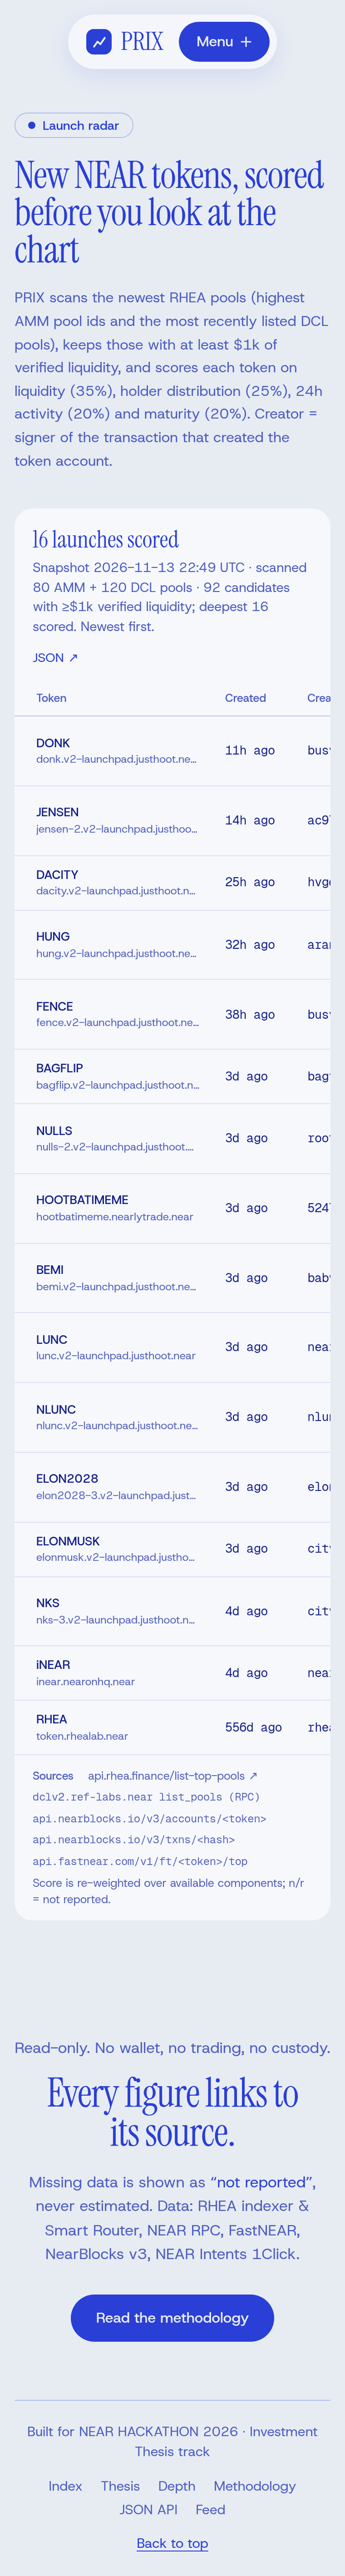 PRIX
Menu +
Launch radar
New NEAR tokens, scored
before you look at the
chart
PRIX scans the newest RHEA pools (highest
AMM pool ids and the most recently listed DCL
pools), keeps those with at least $1k of
verified liquidity, and scores each token on
liquidity (35%), holder distribution (25%), 24h
activity (20%) and maturity (20%). Creator =
signer of the transaction that created the
token account.
16 launches scored
Snapshot 2026-11-13 22:49 UTC · scanned
80 AMM + 120 DCL pools · 92 candidates
with ≥$1k verified liquidity; deepest 16
scored. Newest first.
JSON ↗
Token Created
DONK
donk.v2-launchpad.justhoot.ne…
11h ago
JENSEN
jensen-2.v2-launchpad.justhoo…
14h ago
DACITY
dacity.v2-launchpad.justhoot.n…
25h ago
HUNG
hung.v2-launchpad.justhoot.ne…
32h ago
FENCE
fence.v2-launchpad.justhoot.ne…
38h ago
BAGFLIP
bagflip.v2-launchpad.justhoot.n…
3d ago
NULLS
nulls-2.v2-launchpad.justhoot.…
3d ago
HOOTBATIMEME
hootbatimeme.nearlytrade.near
3d ago
BEMI
bemi.v2-launchpad.justhoot.ne…
3d ago
LUNC
lunc.v2-launchpad.justhoot.near
3d ago
NLUNC
nlunc.v2-launchpad.justhoot.ne…
3d ago
ELON2028
elon2028-3.v2-launchpad.just…
3d ago
ELONMUSK
elonmusk.v2-launchpad.justho…
3d ago
NKS
nks-3.v2-launchpad.justhoot.n…
4d ago
iNEAR
inear.nearonhq.near
4d ago
RHEA
token.rhealab.near
556d ago
Sources api.rhea.finance/list-top-pools ↗
dclv2.ref-labs.near list_pools (RPC)
api.nearblocks.io/v3/accounts/<token>
api.nearblocks.io/v3/txns/<hash>
api.fastnear.com/v1/ft/<token>/top
Score is re-weighted over available components; n/r
= not reported.
Read-only. No wallet, no trading, no custody.
Every figure links to
its source.
Missing data is shown as “not reported”,
never estimated. Data: RHEA indexer &
Smart Router, NEAR RPC, FastNEAR,
NearBlocks v3, NEAR Intents 1Click.
Read the methodology
Built for NEAR HACKATHON 2026 · Investment
Thesis track
Index Thesis Depth Methodology
JSON API Feed
Back to top